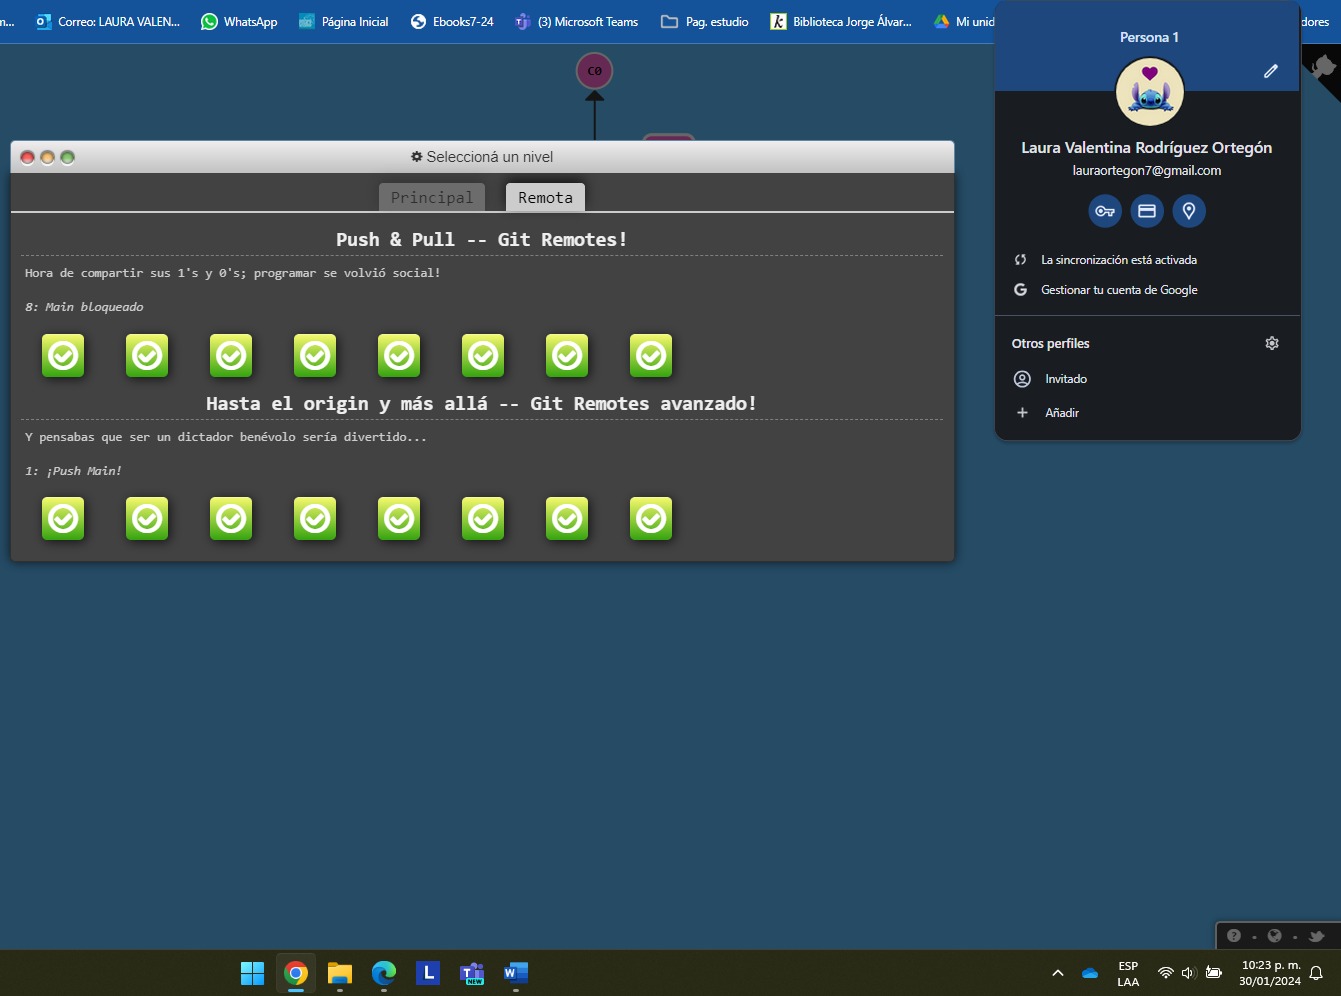 m...
Correo: LAURA VALEN...
WhatsApp
Página Inicial
Ebooks7-24
(3) Microsoft Teams
Pag. estudio
k
Biblioteca Jorge Álvar...
Mi unid
dores
C0
Seleccioná un nivel
Principal
Remota
Push & Pull -- Git Remotes!
Hora de compartir sus 1's y 0's; programar se volvió social!
8: Main bloqueado
Hasta el origin y más allá -- Git Remotes avanzado!
Y pensabas que ser un dictador benévolo sería divertido...
1: ¡Push Main!
Persona 1
Laura Valentina Rodríguez Ortegón
lauraortegon7@gmail.com
La sincronización está activada
G
Gestionar tu cuenta de Google
Otros perfiles
Invitado
Añadir
?
L
T
NEW
W
ESP
LAA
10:23 p. m.
30/01/2024